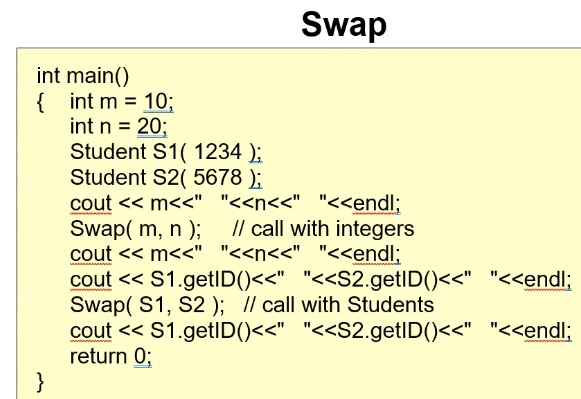 Swap
int main()
{ int m = 10;
int n = 20;
Student S1( 1234 );
Student S2( 5678 );
cout << m<<" "<<n<<" "<<endl;
Swap( m, n ); // call with integers
cout << m<<" "<<n<<" "<<endl;
cout << S1.getID()<<" "<<S2.getID()<<" "<<endl;
Swap( S1, S2 ); // call with Students
cout << S1.getID()<<" "<<S2.getID()<<" "<<endl;
return 0;
}